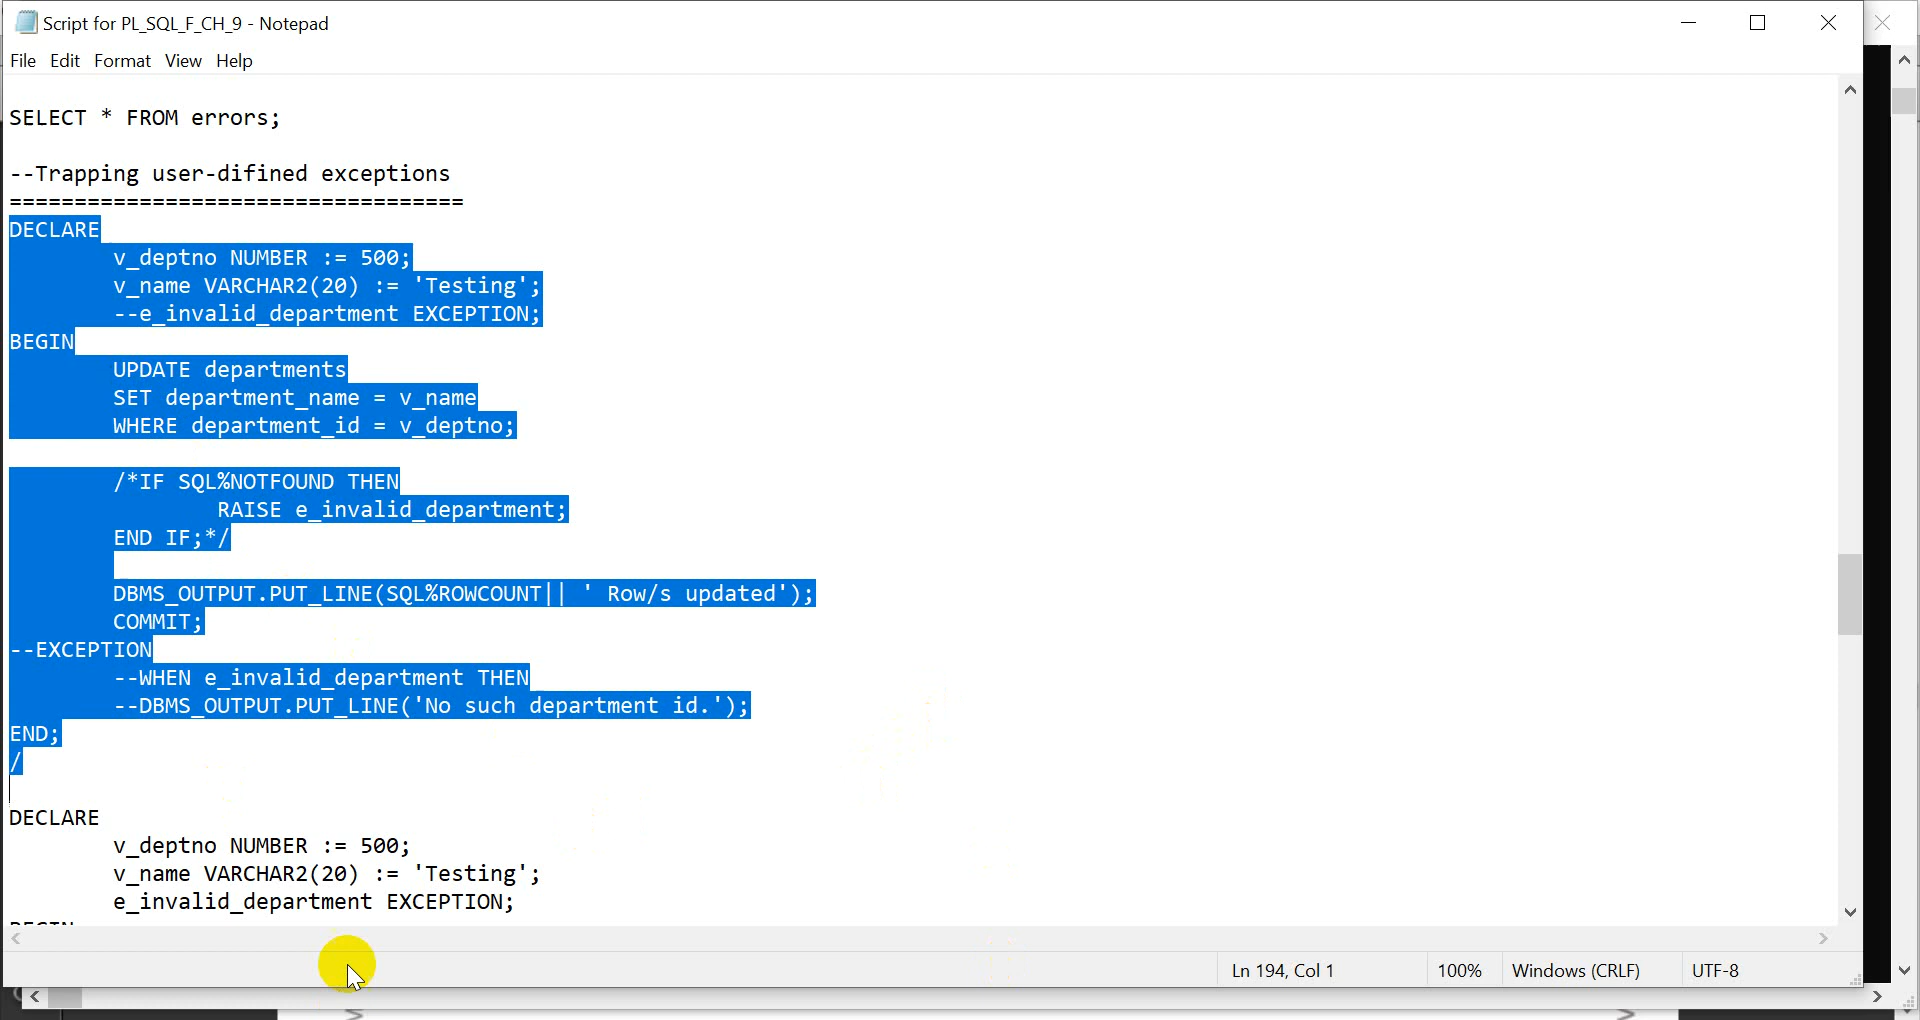 Script for PL_SQL_F_CH_9 - Notepad
File Edit Format View Help
SELECT * FROM errors;
--Trapping user-difined exceptions
===================================
DECLARE
v_deptno NUMBER := 500;
v_name VARCHAR2(20) := 'Testing';
--e_invalid_department EXCEPTION;
BEGIN
UPDATE departments
SET department_name = v_name
WHERE department_id = v_deptno;
/*IF SQL%NOTFOUND THEN
RAISE e_invalid_department;
END IF;*/
DBMS_OUTPUT.PUT_LINE(SQL%ROWCOUNT|| ' Row/s updated');
COMMIT;
--EXCEPTION
--WHEN e_invalid_department THEN
--DBMS_OUTPUT.PUT_LINE('No such department id.');
END;
/
DECLARE
v_deptno NUMBER := 500;
v_name VARCHAR2(20) := 'Testing';
e_invalid_department EXCEPTION;
Ln 194, Col 1 100% Windows (CRLF) UTF-8